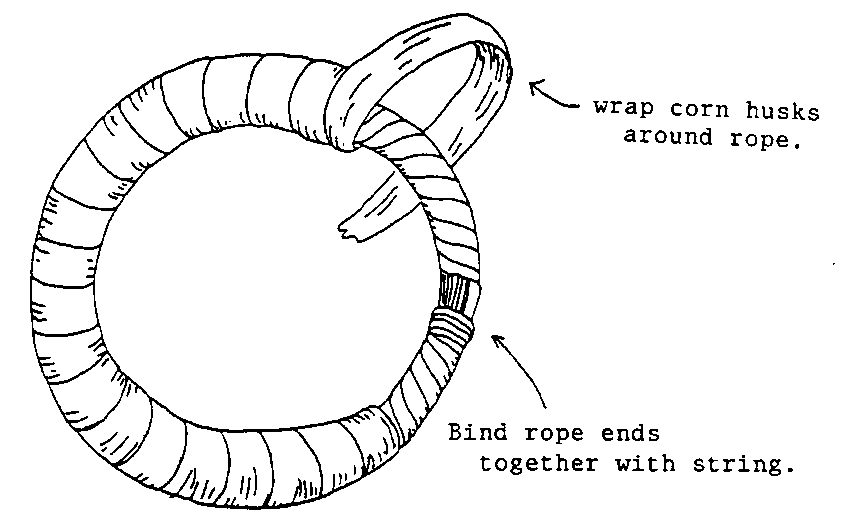 wrap corn husks
around rope.
Bind rope ends
together with string.